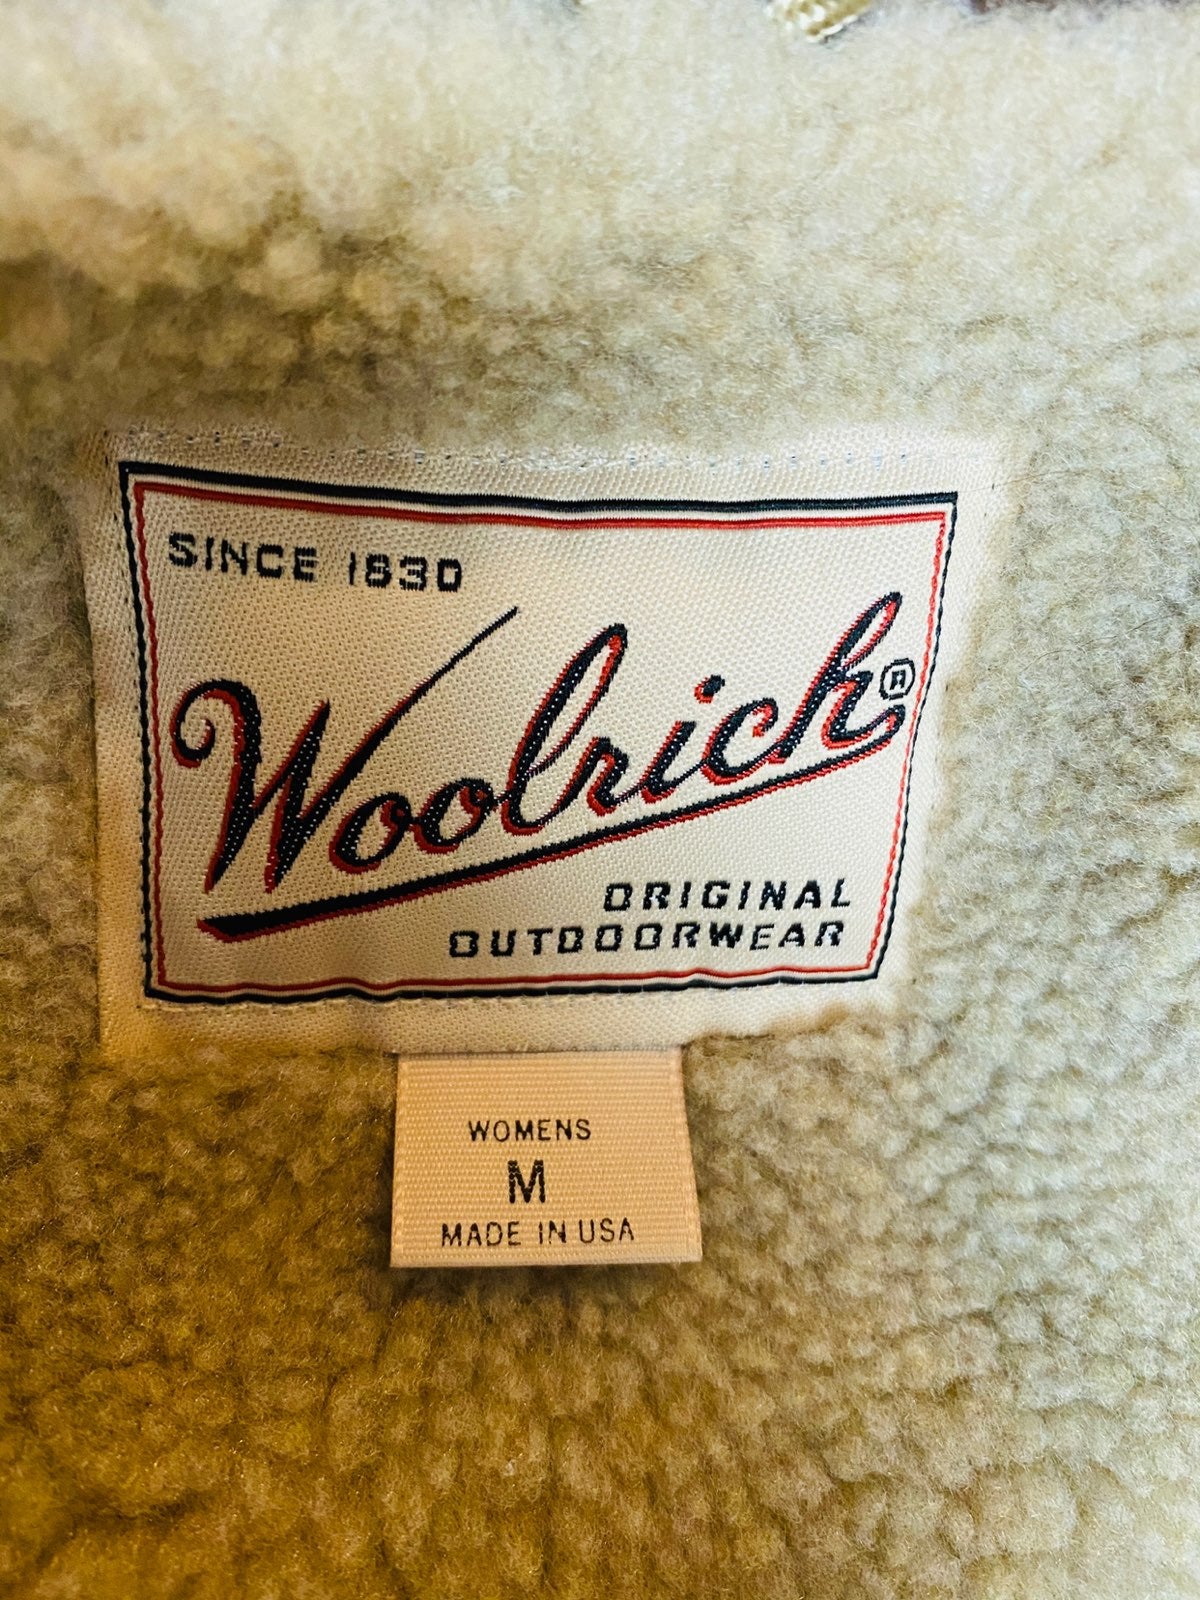 SINCE 1830
Woolrich®
ORIGINAL
OUTDOORWEAR
WOMENS
M
MADE IN USA